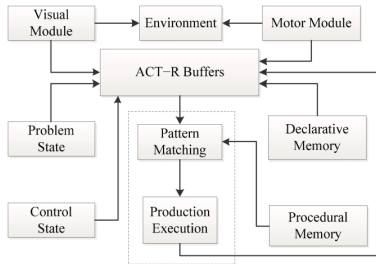 Visual
Module
Environment
Motor Module
ACT-R Buffers
Problem
State
Pattern
Matching
Declarative
Memory
Control
State
Production
Execution
Procedural
Memory